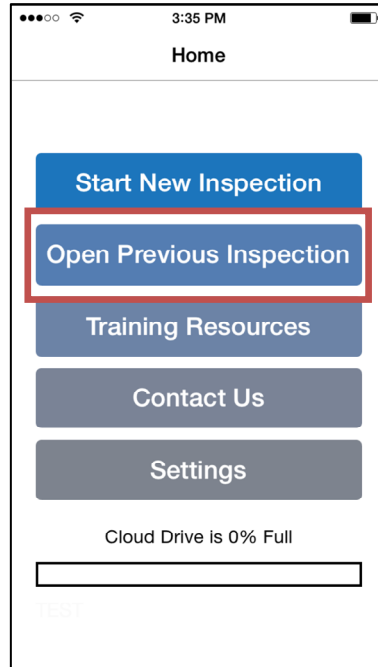 3:35 PM
Home
Start New Inspection
Open Previous Inspection
Training Resources
Contact Us
Settings
Cloud Drive is 0% Full
TEST